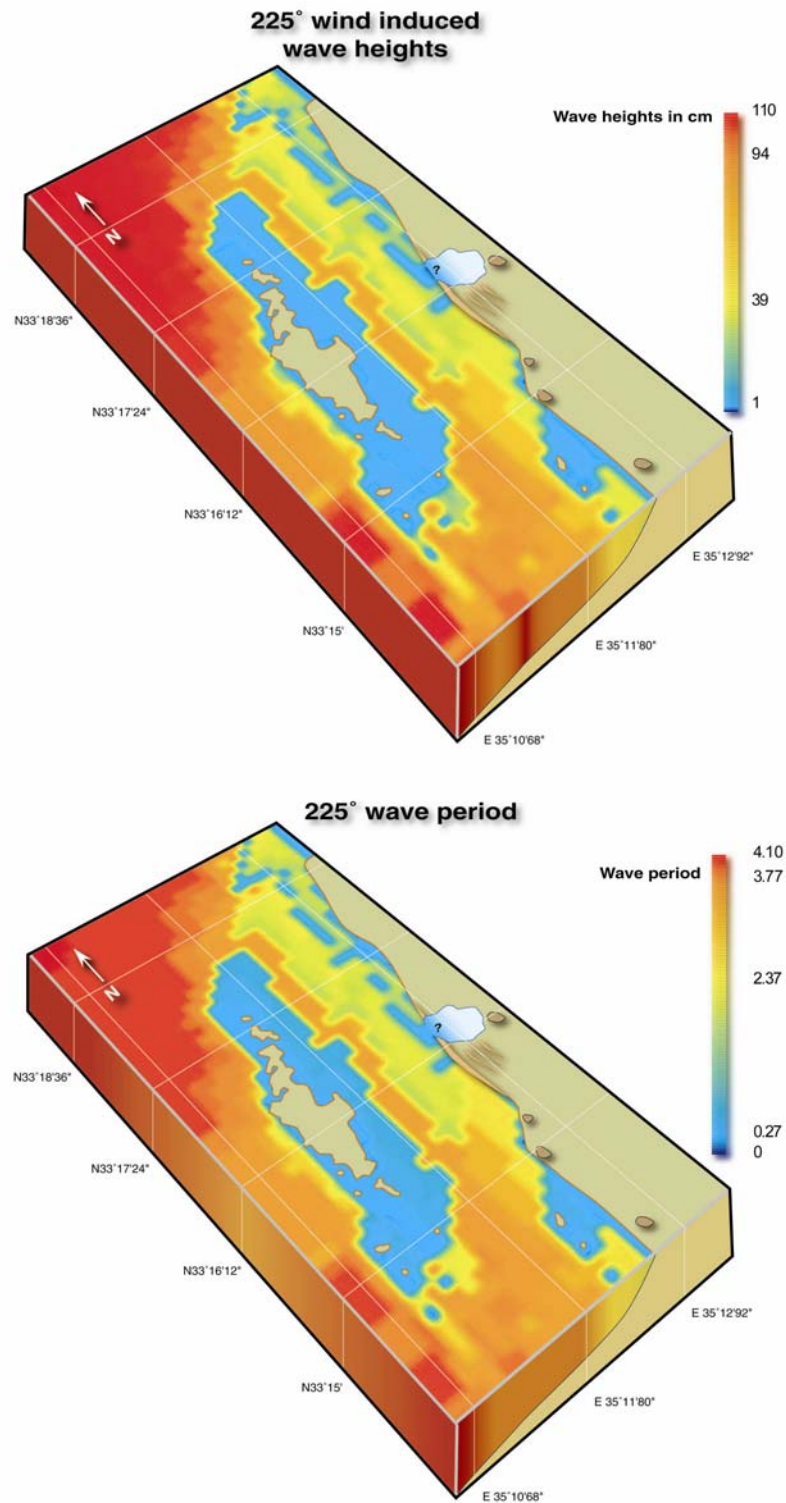 225° wind induced
wave heights
Wave heights in cm
110
94
39
1
N
?
N33°18'36"
N33°17'24"
N33°16'12"
N33°15'
E 35°12'92"
E 35°11'80"
E 35°10'68"
225° wave period
Wave period
4.10
3.77
2.37
0.27
0
N
?
N33°18'36"
N33°17'24"
N33°16'12"
N33°15'
E 35°12'92"
E 35°11'80"
E 35°10'68"